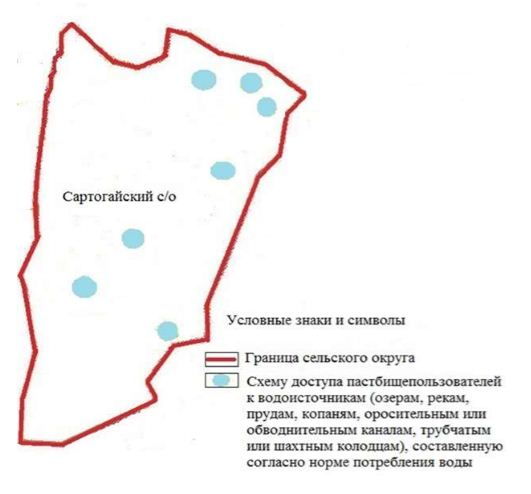 Сартогайский с/о
Условные знаки и символы
Граница сельского округа
Схему доступа пастбищепользователей
к водоисточникам (озерам, рекам,
прудам, копаням, оросительным или
обводнительным каналам, трубчатым
или шахтным колодцам), составленную
согласно норме потребления воды